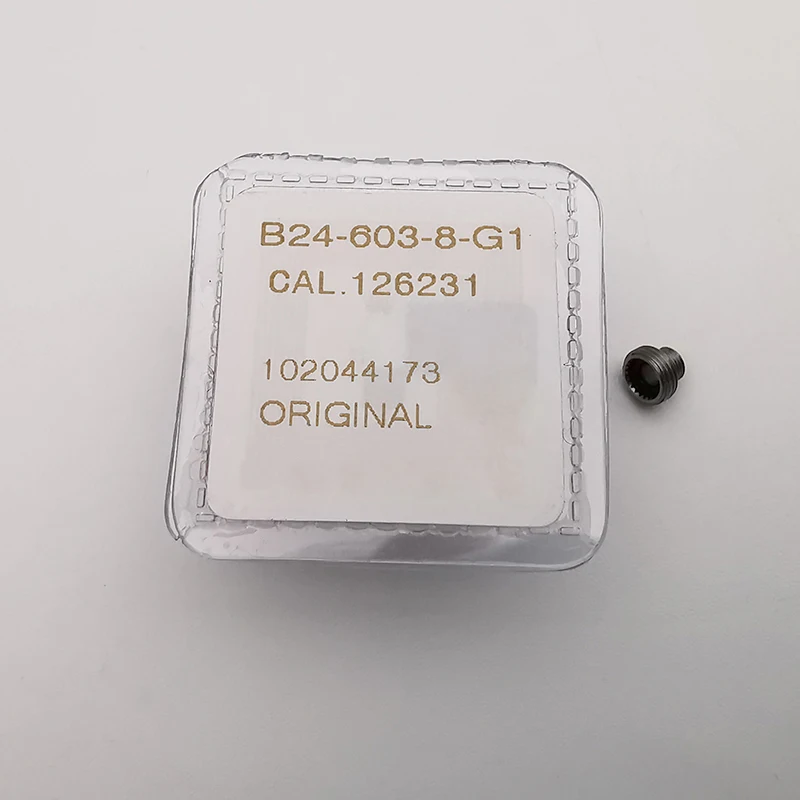 B24-603-8-G1
CAL.126231
102044173
ORIGINAL